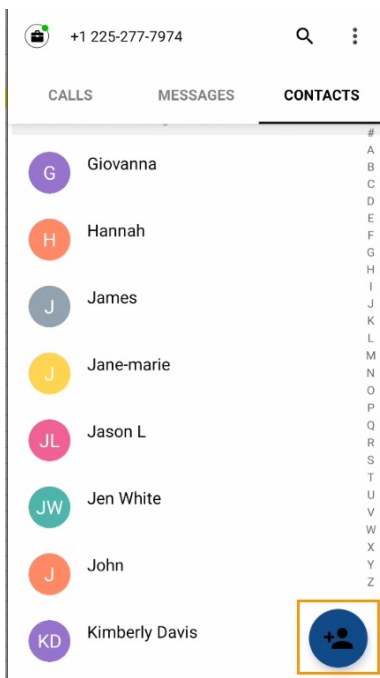 +1 225-277-7974
CALLS MESSAGES CONTACTS
#
A
G Giovanna
B
C
D
E
H Hannah
F
G
H
I
J James
J
K
L
J Jane-marie
M
N
O
P
JL Jason L
Q
R
S
T
JW Jen White
U
V
W
X
J John
Y
Z
KD Kimberly Davis